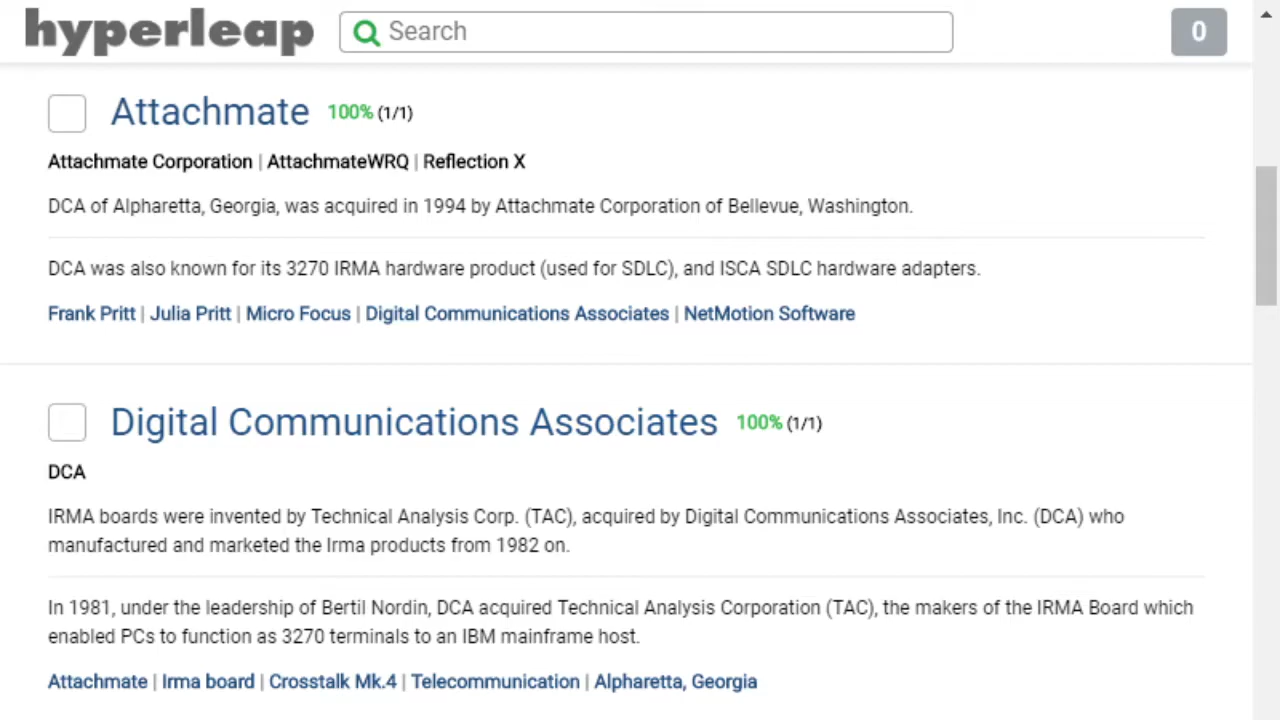 hyperleap
Search
0
Attachmate 100% (1/1)
Attachmate Corporation | AttachmateWRQ | Reflection X
DCA of Alpharetta, Georgia, was acquired in 1994 by Attachmate Corporation of Bellevue, Washington.
DCA was also known for its 3270 IRMA hardware product (used for SDLC), and ISCA SDLC hardware adapters.
Frank Pritt | Julia Pritt | Micro Focus | Digital Communications Associates | NetMotion Software
Digital Communications Associates 100% (1/1)
DCA
IRMA boards were invented by Technical Analysis Corp. (TAC), acquired by Digital Communications Associates, Inc. (DCA) who
manufactured and marketed the Irma products from 1982 on.
In 1981, under the leadership of Bertil Nordin, DCA acquired Technical Analysis Corporation (TAC), the makers of the IRMA Board which
enabled PCs to function as 3270 terminals to an IBM mainframe host.
Attachmate | Irma board | Crosstalk Mk.4 | Telecommunication | Alpharetta, Georgia